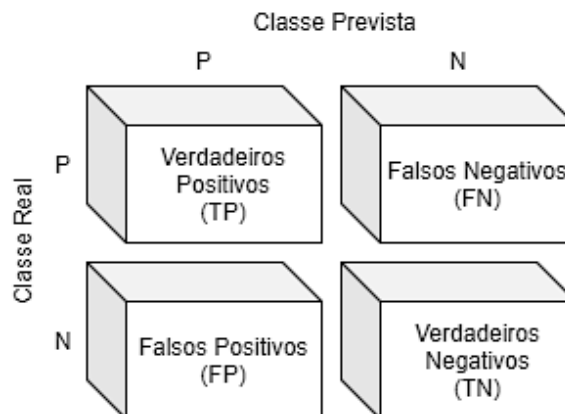 Classe Prevista
P
N
Classe Real
P
Verdadeiros
Positivos
(TP)
Falsos Negativos
(FN)
N
Falsos Positivos
(FP)
Verdadeiros
Negativos
(TN)